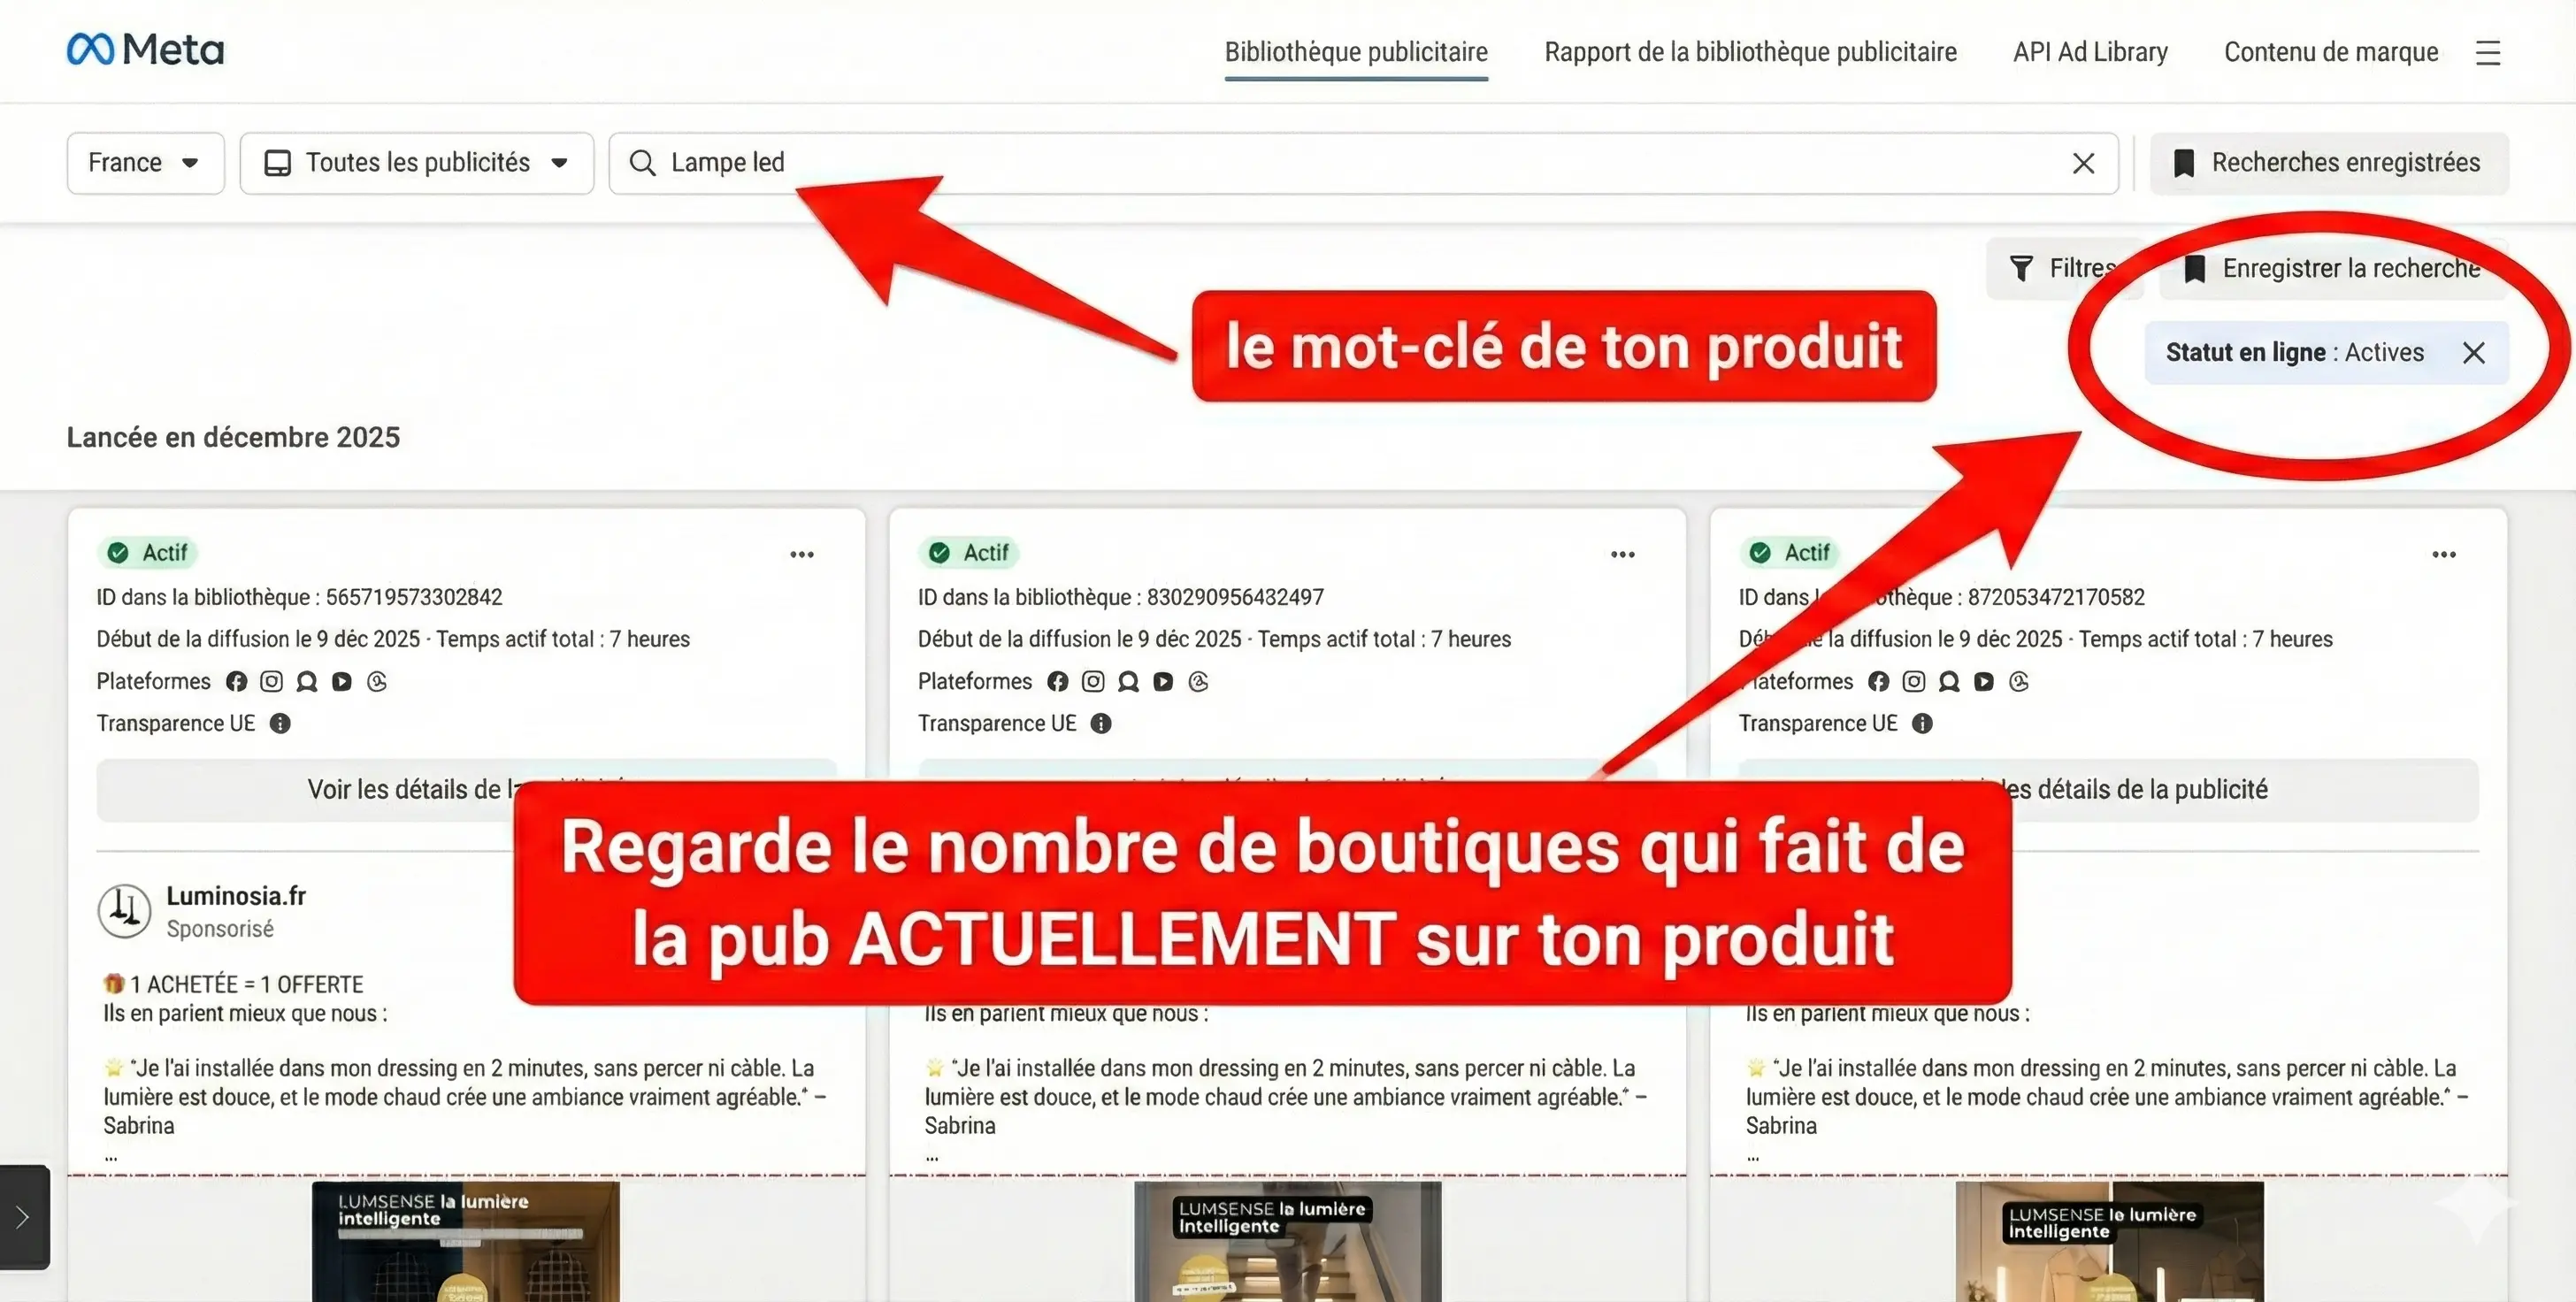 Meta
Bibliothèque publicitaire
Rapport de la bibliothèque publicitaire
API Ad Library
Contenu de marque
France
Toutes les publicités
Lampe led
Recherches enregistrées
Filtres
Enregistrer la recherche
le mot-clé de ton produit
Statut en ligne : Actives
Lancée en décembre 2025
Actif
ID dans la bibliothèque : 565719573302842
Début de la diffusion le 9 déc 2025 · Temps actif total : 7 heures
Plateformes
Transparence UE
Voir les détails de
Actif
ID dans la bibliothèque : 830290956432497
Début de la diffusion le 9 déc 2025 · Temps actif total : 7 heures
Plateformes
Transparence UE
Actif
ID dans : 872053472170582
la diffusion le 9 déc 2025 · Temps actif total : 7 heures
Plateformes
Transparence UE
les détails de la publicité
Regarde le nombre de boutiques qui fait de
la pub ACTUELLEMENT sur ton produit
Luminosia.fr
Sponsorisé
🎁 1 ACHETÉE = 1 OFFERTE
Ils en parient mieux que nous :
🌟 "Je l'ai installée dans mon dressing en 2 minutes, sans percer ni càble. La
lumière est douce, et le mode chaud crée une ambiance vraiment agréable." –
Sabrina
...
LUMSENSE la lumière
intelligente
Ils en parient mieux que nous :
🌟 "Je l'ai installée dans mon dressing en 2 minutes, sans percer ni càble. La
lumière est douce, et le mode chaud crée une ambiance vraiment agréable." –
Sabrina
...
LUMSENSE la lumière
Intelligente
Ils en parient mieux que nous :
🌟 "Je l'ai installée dans mon dressing en 2 minutes, sans percer ni càble. La
lumière est douce, et le mode chaud crée une ambiance vraiment agréable." –
Sabrina
...
LUMSENSE le lumière
Intelligente